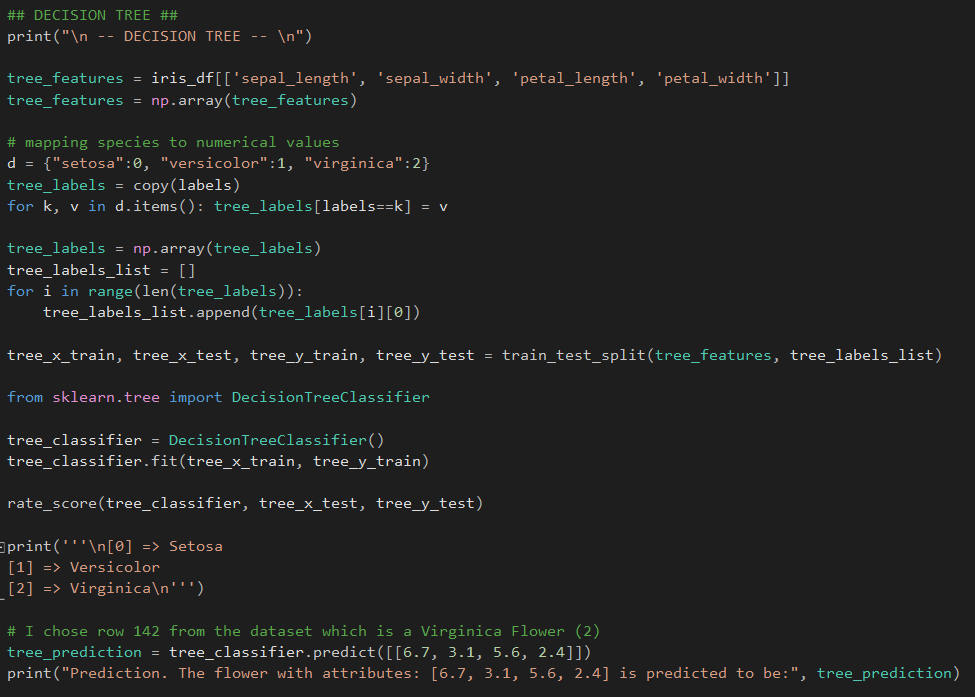 ## DECISION TREE ##
print("\n -- DECISION TREE -- \n")
tree_features = iris_df[['sepal_length', 'sepal_width', 'petal_length', 'petal_width']]
tree_features = np.array(tree_features)
# mapping species to numerical values
d = {"setosa":0, "versicolor":1, "virginica":2}
tree_labels = copy(labels)
for k, v in d.items(): tree_labels[labels==k] = v
tree_labels = np.array(tree_labels)
tree_labels_list = []
for i in range(len(tree_labels)):
    tree_labels_list.append(tree_labels[i][0])
tree_x_train, tree_x_test, tree_y_train, tree_y_test = train_test_split(tree_features, tree_labels_list)
from sklearn.tree import DecisionTreeClassifier
tree_classifier = DecisionTreeClassifier()
tree_classifier.fit(tree_x_train, tree_y_train)
rate_score(tree_classifier, tree_x_test, tree_y_test)
print('''\n[0] => Setosa
[1] => Versicolor
[2] => Virginica\n''')
# I chose row 142 from the dataset which is a Virginica Flower (2)
tree_prediction = tree_classifier.predict([[6.7, 3.1, 5.6, 2.4]])
print("Prediction. The flower with attributes: [6.7, 3.1, 5.6, 2.4] is predicted to be:", tree_prediction)